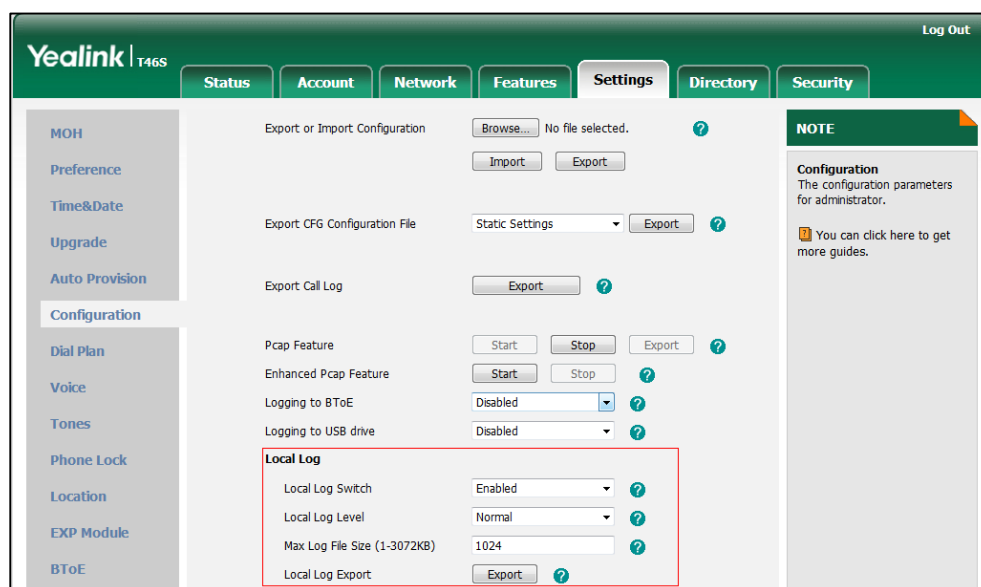 Log Out
Yealink T46S
Status Account Network Features Settings Directory Security
MOH
Preference
Time&Date
Upgrade
Auto Provision
Configuration
Dial Plan
Voice
Tones
Phone Lock
Location
EXP Module
BToE
Export or Import Configuration Browse... No file selected. ?
Import Export
Export CFG Configuration File Static Settings Export ?
Export Call Log Export ?
Pcap Feature Start Stop Export ?
Enhanced Pcap Feature Start Stop ?
Logging to BToE Disabled ?
Logging to USB drive Disabled ?
Local Log
Local Log Switch Enabled ?
Local Log Level Normal ?
Max Log File Size (1-3072KB) 1024 ?
Local Log Export Export ?
NOTE
Configuration
The configuration parameters
for administrator.
? You can click here to get
more guides.